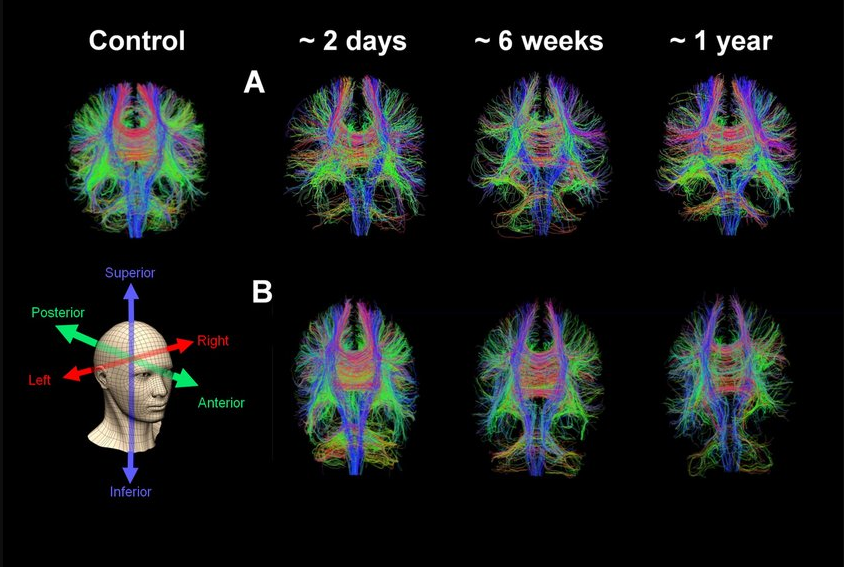 Control
~ 2 days
~ 6 weeks
~ 1 year
A
Superior
Posterior
Right
Left
Anterior
Inferior
B